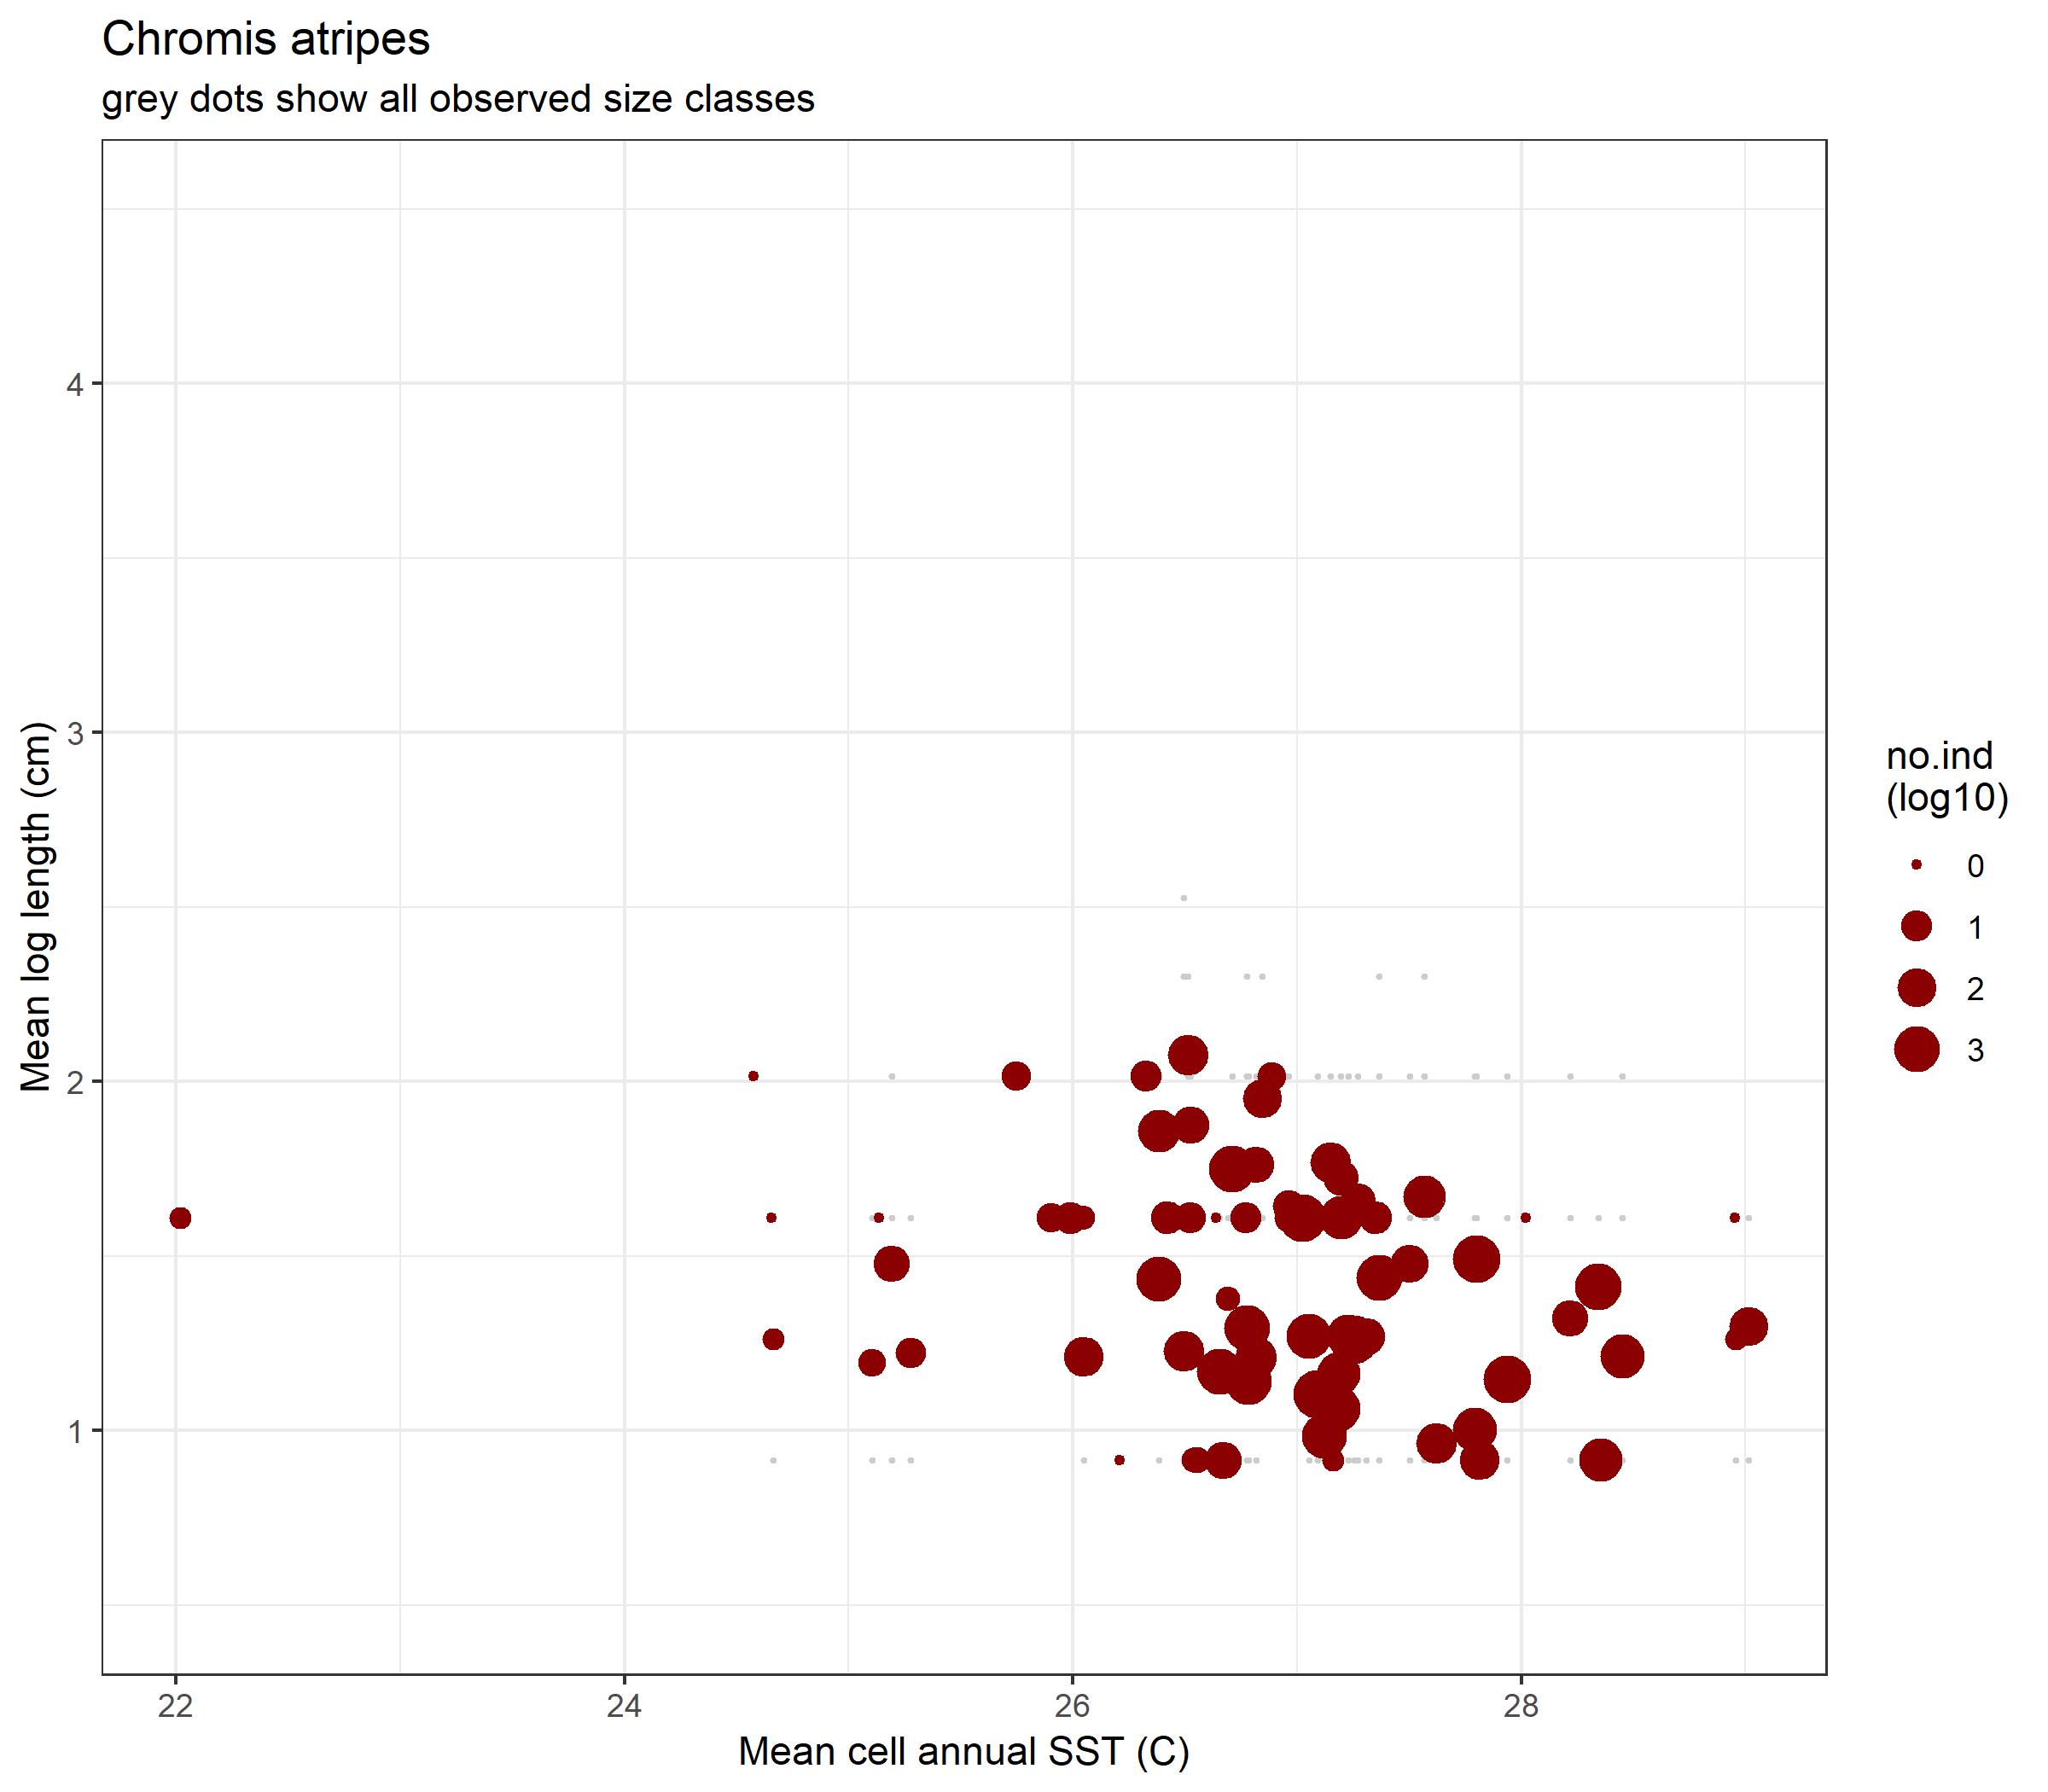 Chromis atripes
grey dots show all observed size classes
Mean log length (cm)
4
3
2
1
22
24
26
28
Mean cell annual SST (C)
no.ind
(log10)
0
1
2
3